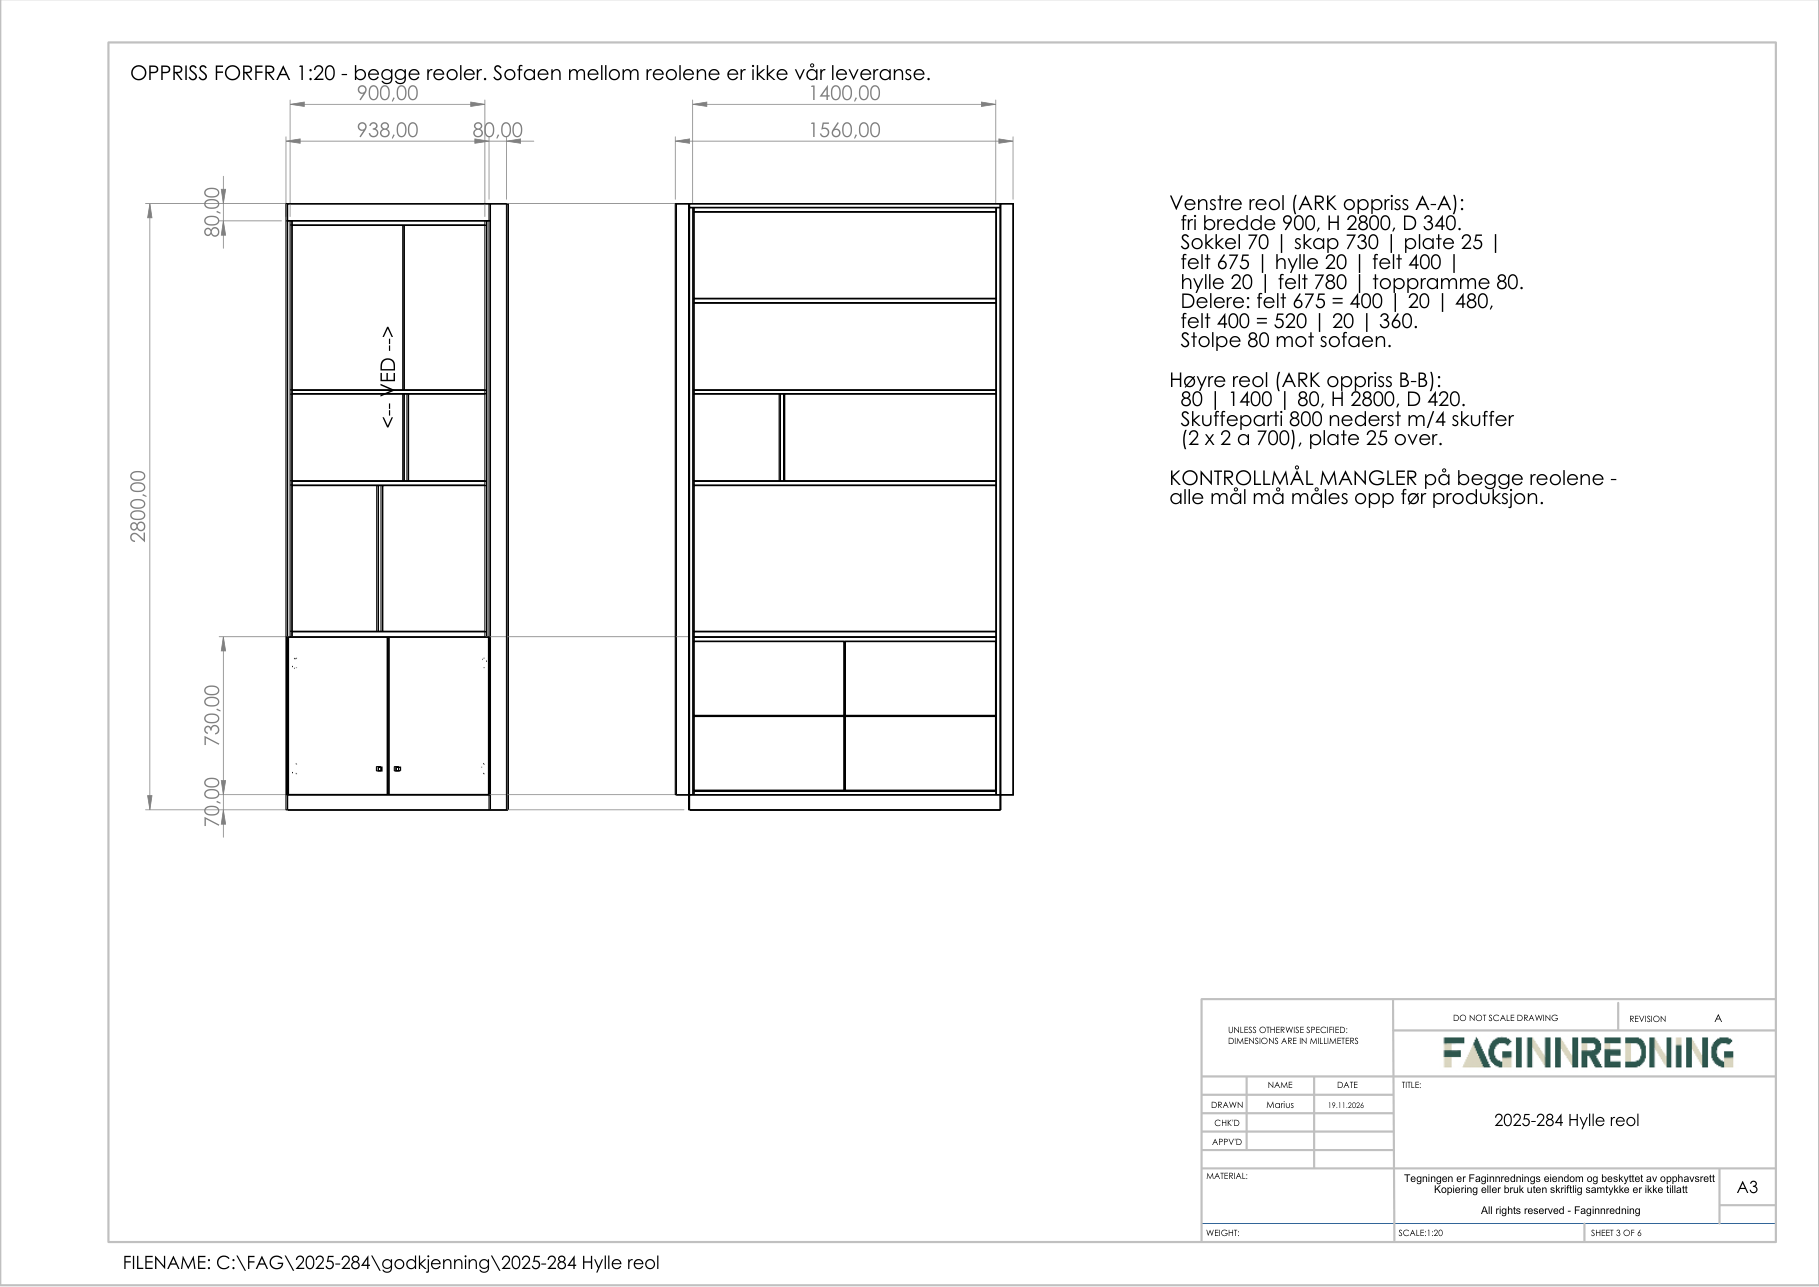 OPPRISS FORFRA 1:20 - begge reoler. Sofaen mellom reolene er ikke vår leveranse.
900,00
1400,00
938,00
80,00
1560,00
80,00
2800,00
730,00
70,00
<-- VED -->
Venstre reol (ARK oppriss A-A):
fri bredde 900, H 2800, D 340.
Sokkel 70 | skap 730 | plate 25 |
felt 675 | hylle 20 | felt 400 |
hylle 20 | felt 780 | toppramme 80.
Delere: felt 675 = 400 | 20 | 480,
felt 400 = 520 | 20 | 360.
Stolpe 80 mot sofaen.
Høyre reol (ARK oppriss B-B):
80 | 1400 | 80, H 2800, D 420.
Skuffeparti 800 nederst m/4 skuffer
(2 x 2 a 700), plate 25 over.
KONTROLLMÅL MANGLER på begge reolene -
alle mål må måles opp før produksjon.
UNLESS OTHERWISE SPECIFIED:
DIMENSIONS ARE IN MILLIMETERS
DO NOT SCALE DRAWING
REVISION A
FAGINNREDNING
NAME DATE
DRAWN Marius 19.11.2026
CHK'D
APPV'D
TITLE:
2025-284 Hylle reol
MATERIAL:
Tegningen er Faginnrednings eiendom og beskyttet av opphavsrett
Kopiering eller bruk uten skriftlig samtykke er ikke tillatt
All rights reserved - Faginnredning
A3
WEIGHT:
SCALE:1:20
SHEET 3 OF 6
FILENAME: C:\FAG\2025-284\godkjenning\2025-284 Hylle reol